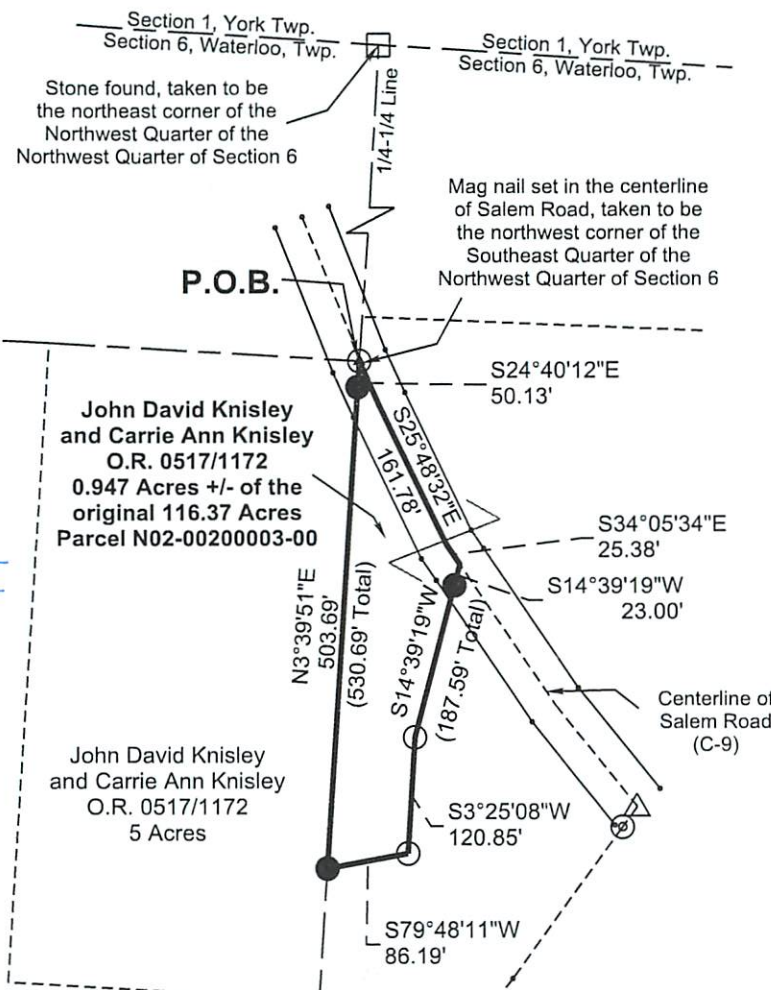 Section 1, York Twp.
Section 6, Waterloo, Twp.
Section 1, York Twp.
Section 6, Waterloo, Twp.
Stone found, taken to be
the northeast corner of the
Northwest Quarter of the
Northwest Quarter of Section 6
1/4-1/4 Line
Mag nail set in the centerline
of Salem Road, taken to be
the northwest corner of the
Southeast Quarter of the
Northwest Quarter of Section 6
P.O.B.
S24°40'12"E
50.13'
John David Knisley
and Carrie Ann Knisley
O.R. 0517/1172
0.947 Acres +/- of the
original 116.37 Acres
Parcel N02-00200003-00
S25°48'32"E
161.78'
S34°05'34"E
25.38'
S14°39'19"W
23.00'
N3°39'51"E
503.69'
(530.69' Total)
S14°39'19"W
(187.59' Total)
Centerline of
Salem Road
(C-9)
John David Knisley
and Carrie Ann Knisley
O.R. 0517/1172
5 Acres
S3°25'08"W
120.85'
S79°48'11"W
86.19'